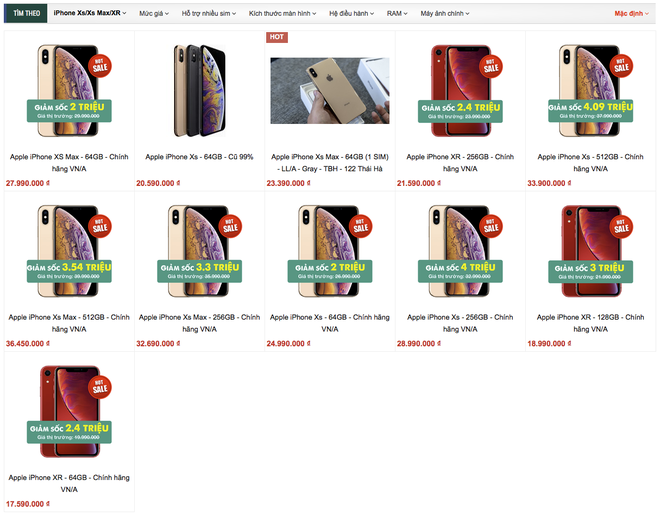 TÌM THEO iPhone Xs/Xs Max/XR Mức giá Hỗ trợ nhiều sim Kích thước màn hình Hệ điều hành RAM Máy ảnh chính Mặc định
HOT
HOT SALE
GIẢM SỐC 2 TRIỆU
Giá thị trường: 29.990.000
Apple iPhone XS Max - 64GB - Chính
hãng VN/A
27.990.000 ₫
Apple iPhone Xs - 64GB - Cũ 99%
20.590.000 ₫
Apple iPhone Xs Max - 64GB (1 SIM)
- LL/A - Gray - TBH - 122 Thái Hà
23.390.000 ₫
HOT SALE
GIẢM SỐC 2.4 TRIỆU
Giá thị trường: 23.990.000
Apple iPhone XR - 256GB - Chính
hãng VN/A
21.590.000 ₫
HOT SALE
GIẢM SỐC 4.09 TRIỆU
Giá thị trường: 37.990.000
Apple iPhone Xs - 512GB - Chính
hãng VN/A
33.900.000 ₫
HOT SALE
GIẢM SỐC 3.54 TRIỆU
Giá thị trường: 39.990.000
Apple iPhone Xs Max - 512GB - Chính
hãng VN/A
36.450.000 ₫
HOT SALE
GIẢM SỐC 3.3 TRIỆU
Giá thị trường: 35.990.000
Apple iPhone Xs Max - 256GB - Chính
hãng VN/A
32.690.000 ₫
HOT SALE
GIẢM SỐC 2 TRIỆU
Giá thị trường: 26.990.000
Apple iPhone Xs - 64GB - Chính hãng
VN/A
24.990.000 ₫
HOT SALE
GIẢM SỐC 4 TRIỆU
Giá thị trường: 32.990.000
Apple iPhone Xs - 256GB - Chính
hãng VN/A
28.990.000 ₫
HOT SALE
GIẢM SỐC 3 TRIỆU
Giá thị trường: 21.990.000
Apple iPhone XR - 128GB - Chính
hãng VN/A
18.990.000 ₫
HOT SALE
GIẢM SỐC 2.4 TRIỆU
Giá thị trường: 19.990.000
Apple iPhone XR - 64GB - Chính hãng
VN/A
17.590.000 ₫